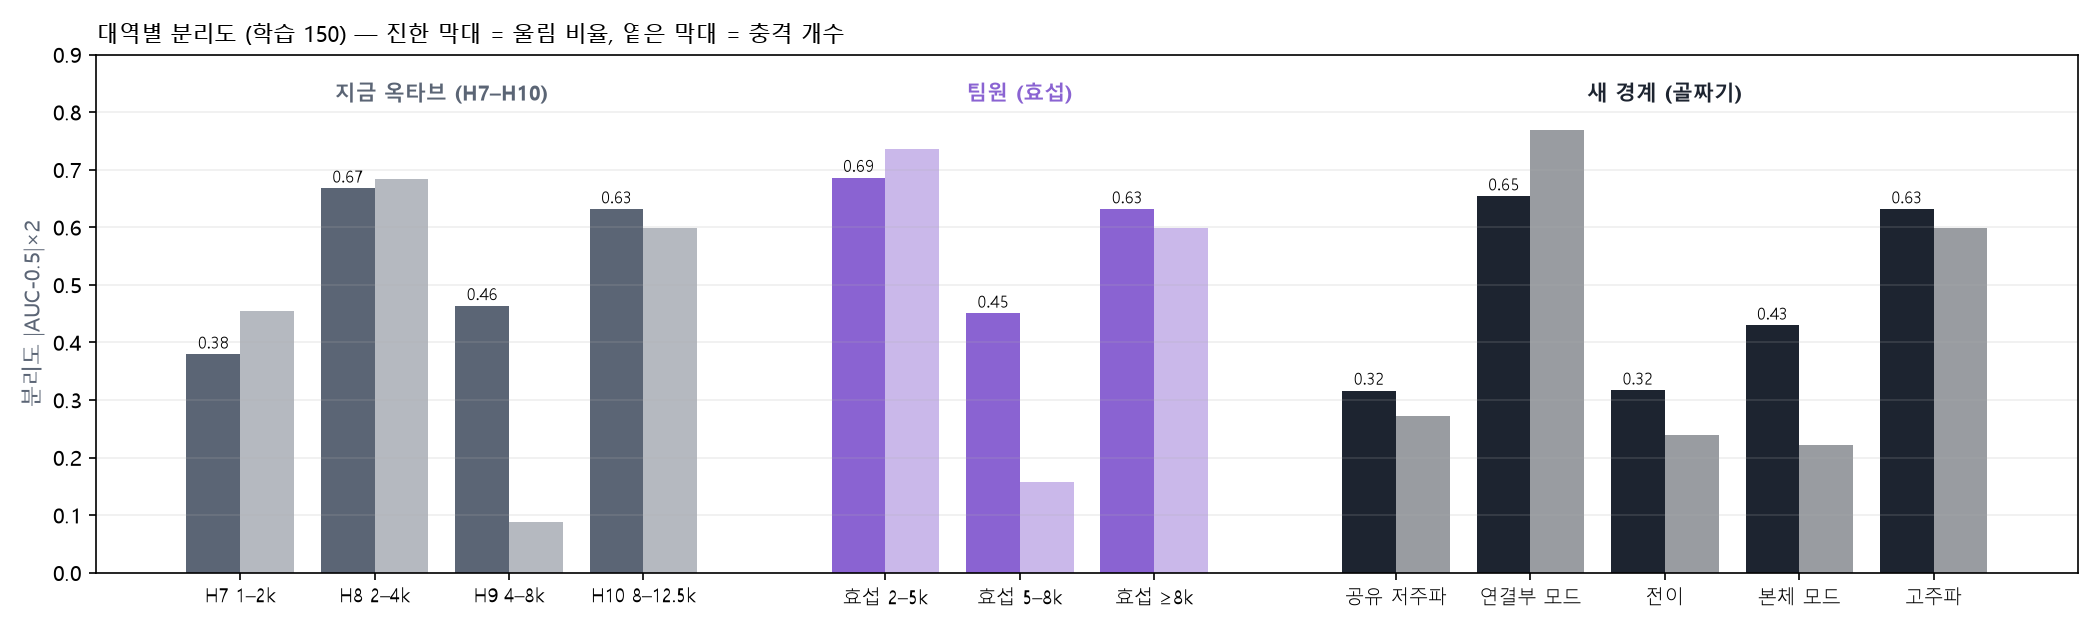 대역별 분리도 (학습 150) — 진한 막대 = 울림 비율, 옅은 막대 = 충격 개수
지금 옥타브 (H7–H10)
팀원 (효섭)
새 경계 (골짜기)
분리도 |AUC-0.5|×2
0.9
0.8
0.7
0.6
0.5
0.4
0.3
0.2
0.1
0.0
0.38
0.67
0.46
0.63
0.69
0.45
0.63
0.32
0.65
0.32
0.43
0.63
H7 1–2k
H8 2–4k
H9 4–8k
H10 8–12.5k
효섭 2–5k
효섭 5–8k
효섭 ≥8k
공유 저주파
연결부 모드
전이
본체 모드
고주파